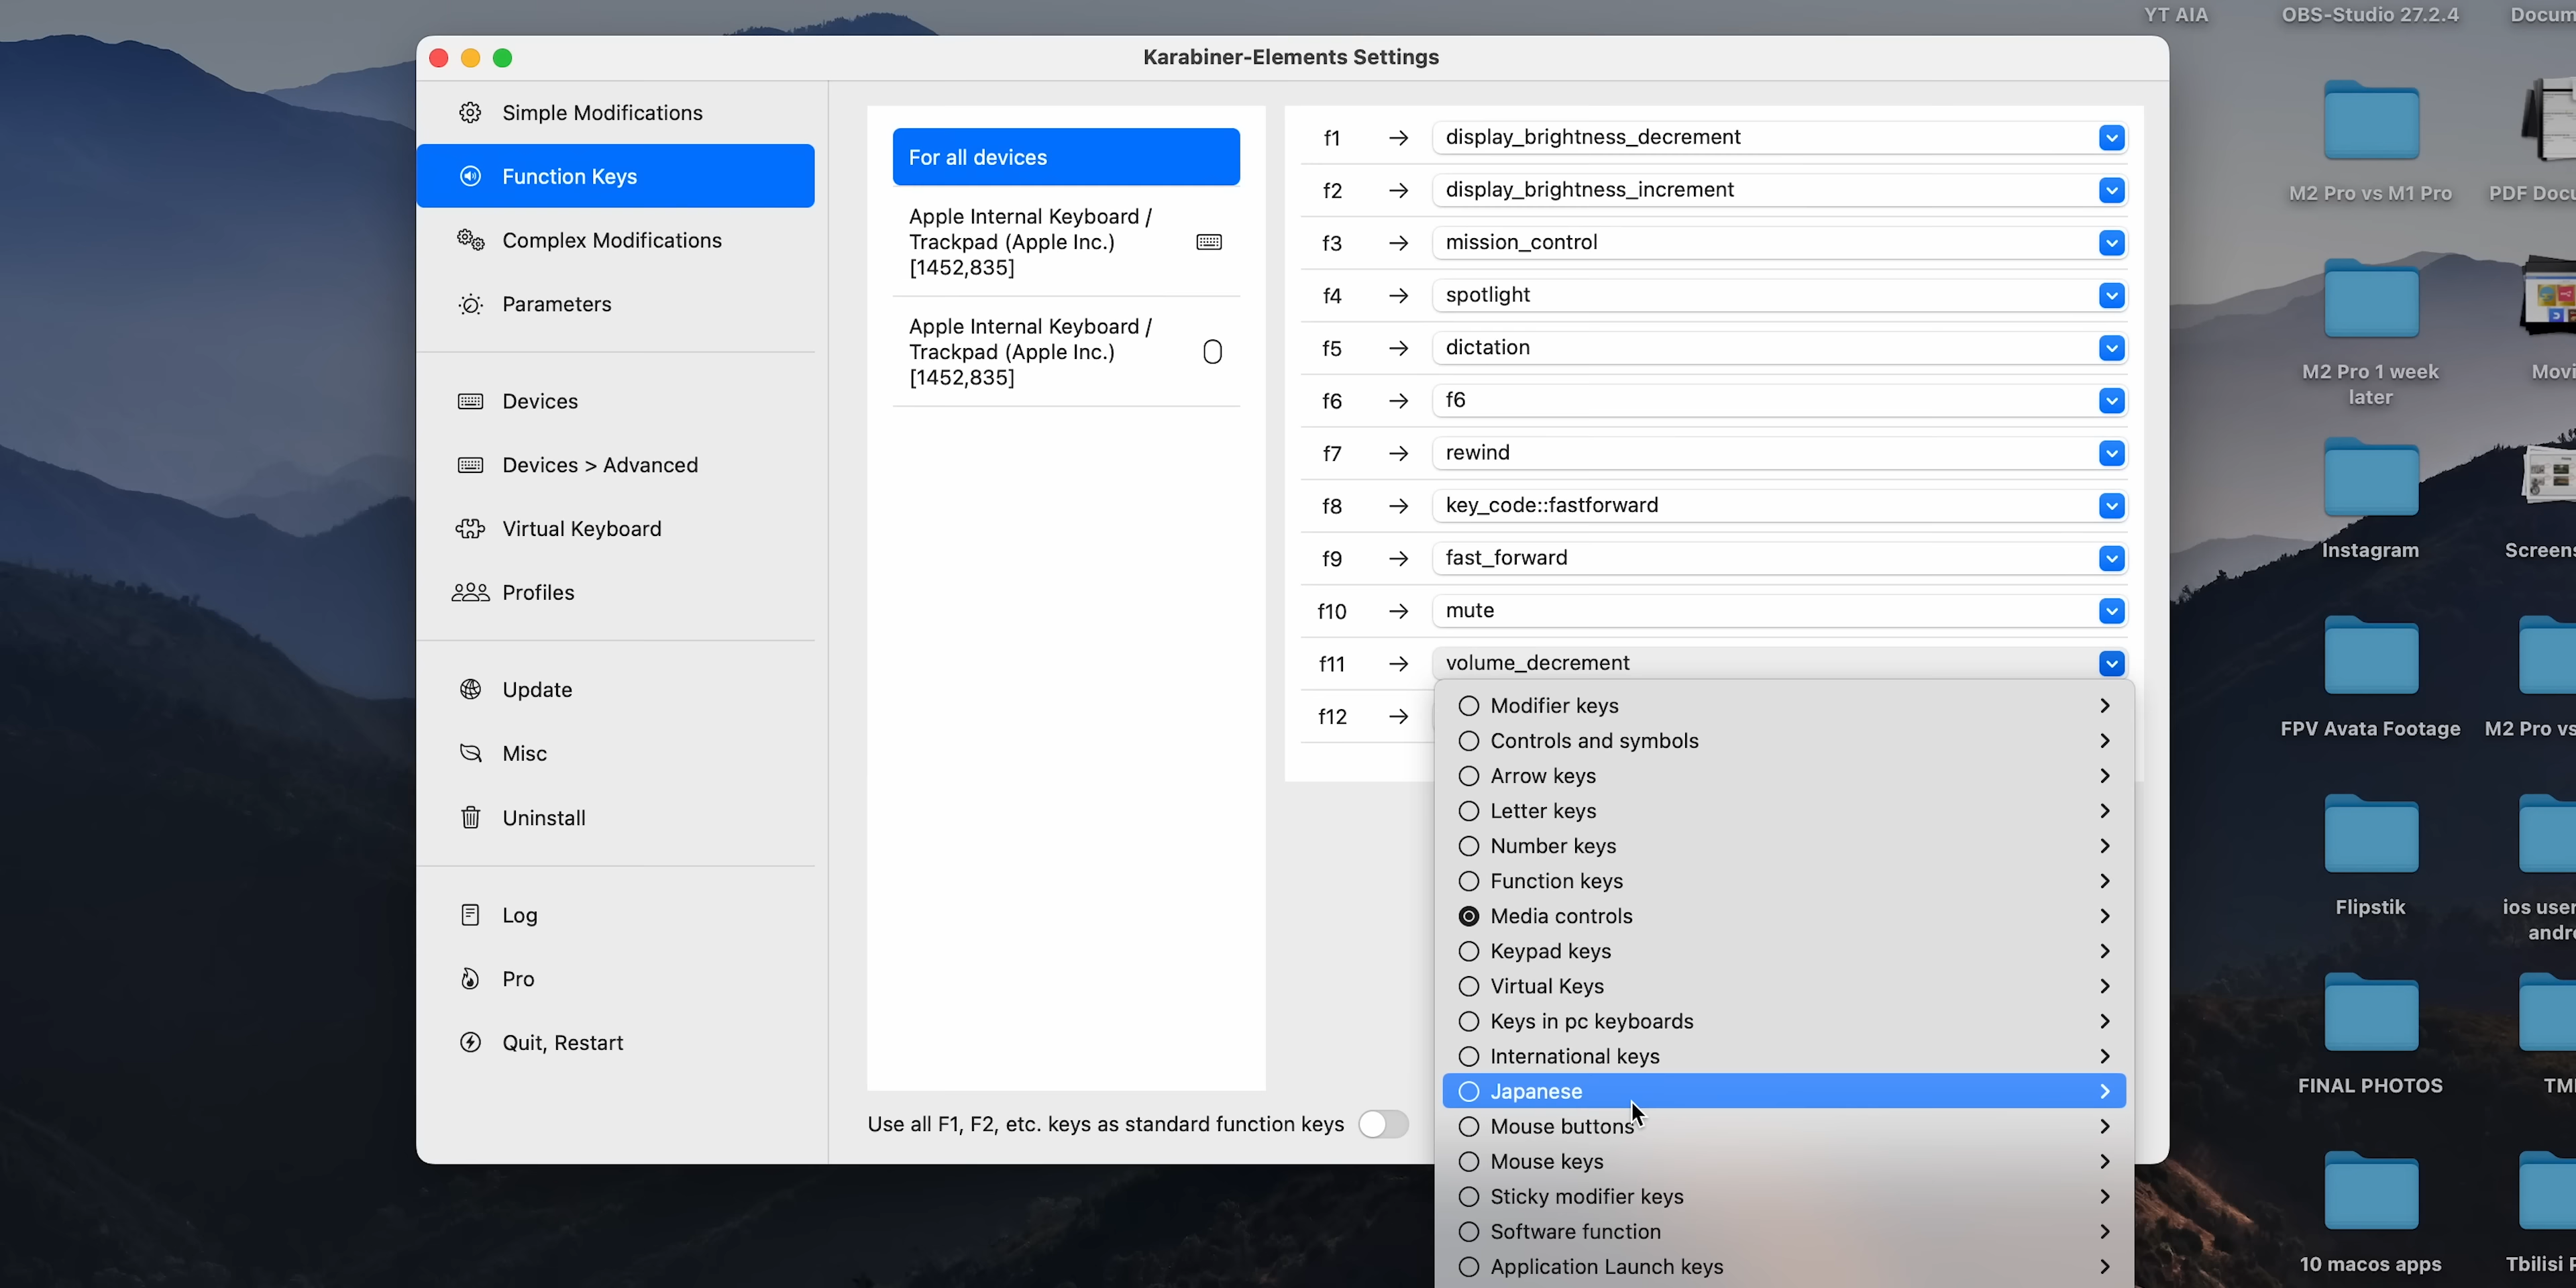 YT AIA
OBS-Studio 27.2.4
Docum
Karabiner-Elements Settings
Simple Modifications
Function Keys
Complex Modifications
Parameters
Devices
Devices > Advanced
Virtual Keyboard
Profiles
Update
Misc
Uninstall
Log
Pro
Quit, Restart
For all devices
Apple Internal Keyboard /
Trackpad (Apple Inc.)
[1452,835]
Apple Internal Keyboard /
Trackpad (Apple Inc.)
[1452,835]
f1 → display_brightness_decrement
f2 → display_brightness_increment
f3 → mission_control
f4 → spotlight
f5 → dictation
f6 → f6
f7 → rewind
f8 → key_code::fastforward
f9 → fast_forward
f10 → mute
f11 → volume_decrement
f12 →
Modifier keys
Controls and symbols
Arrow keys
Letter keys
Number keys
Function keys
Media controls
Keypad keys
Virtual Keys
Keys in pc keyboards
International keys
Japanese
Mouse buttons
Mouse keys
Sticky modifier keys
Software function
Application Launch keys
Use all F1, F2, etc. keys as standard function keys
M2 Pro vs M1 Pro
PDF Docu
M2 Pro 1 week
later
Movi
Instagram
Screens
FPV Avata Footage
M2 Pro vs
Flipstik
ios user
andro
FINAL PHOTOS
TM
10 macos apps
Tbilisi